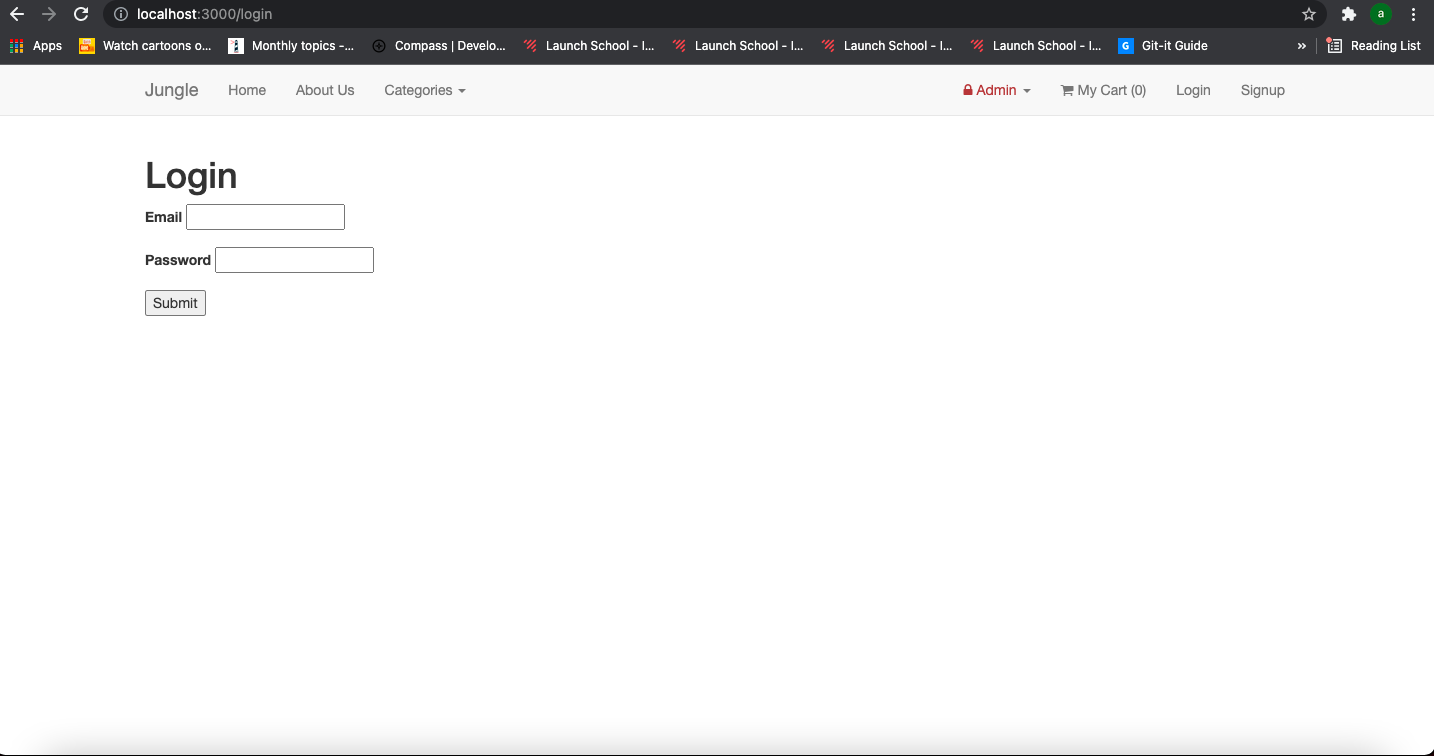 localhost:3000/login
a
Apps Watch cartoons o... Monthly topics -... Compass | Develo... Launch School - I... Launch School - I... Launch School - I... Launch School - I... G Git-it Guide » Reading List
Jungle Home About Us Categories Admin My Cart (0) Login Signup
Login
Email
Password
Submit